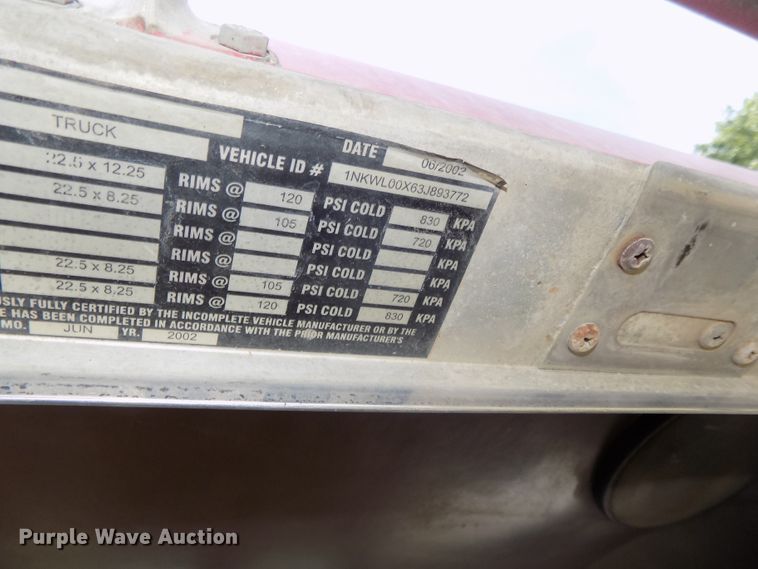 TRUCK
DATE 06/2002
VEHICLE ID # 1NKWL00X63J893772
22.5 x 12.25 RIMS @ 120 PSI COLD 830 KPA
22.5 x 8.25 RIMS @ 105 PSI COLD 720 KPA
RIMS @ PSI COLD KPA
22.5 x 8.25 RIMS @ 105 PSI COLD 720 KPA
22.5 x 8.25 RIMS @ 120 PSI COLD 830 KPA
FULLY CERTIFIED BY THE INCOMPLETE VEHICLE MANUFACTURER OR BY THE
HAS BEEN COMPLETED IN ACCORDANCE WITH THE PRIOR MANUFACTURER'S
MO. JUN YR. 2002
Purple Wave Auction